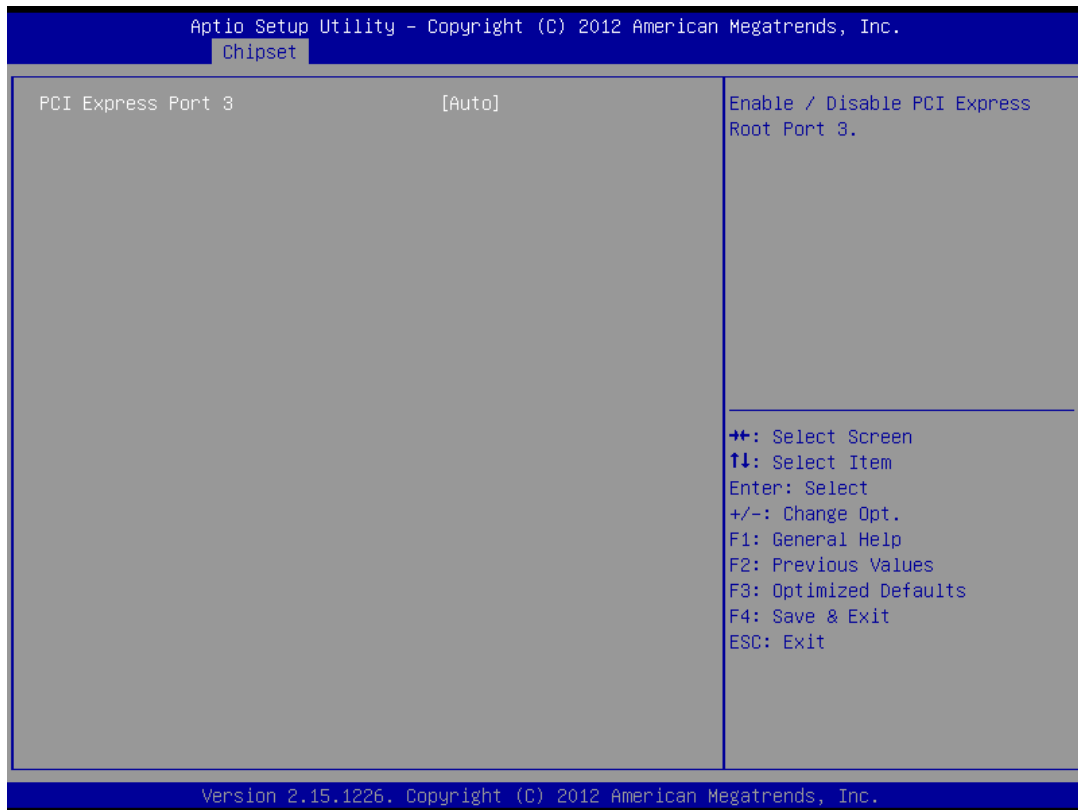 Aptio Setup Utility – Copyright (C) 2012 American Megatrends, Inc.
Chipset
PCI Express Port 3 [Auto]
Enable / Disable PCI Express
Root Port 3.
→←: Select Screen
↑↓: Select Item
Enter: Select
+/-: Change Opt.
F1: General Help
F2: Previous Values
F3: Optimized Defaults
F4: Save & Exit
ESC: Exit
Version 2.15.1226. Copyright (C) 2012 American Megatrends, Inc.